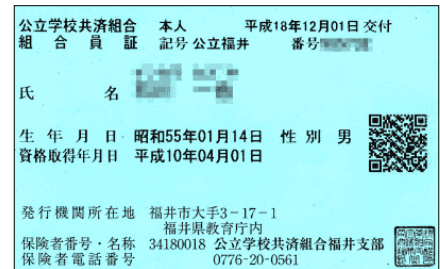 公立学校共済組合 本人 平成18年12月01日 交付
組合員証 記号 公立福井 番号
氏名
生年月日 昭和55年01月14日 性別 男
資格取得年月日 平成10年04月01日
発行機関所在地 福井市大手3-17-1
福井県教育庁内
保険者番号・名称 34180018 公立学校共済組合福井支部
保険者電話番号 0776-20-0561